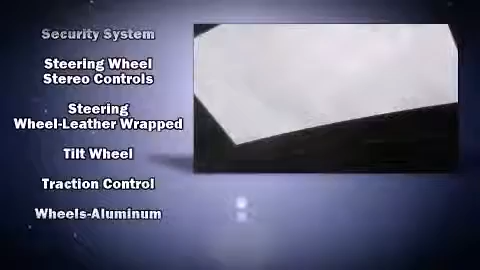 Security System
Steering Wheel
Stereo Controls
Steering
Wheel-Leather Wrapped
Tilt Wheel
Traction Control
Wheels-Aluminum